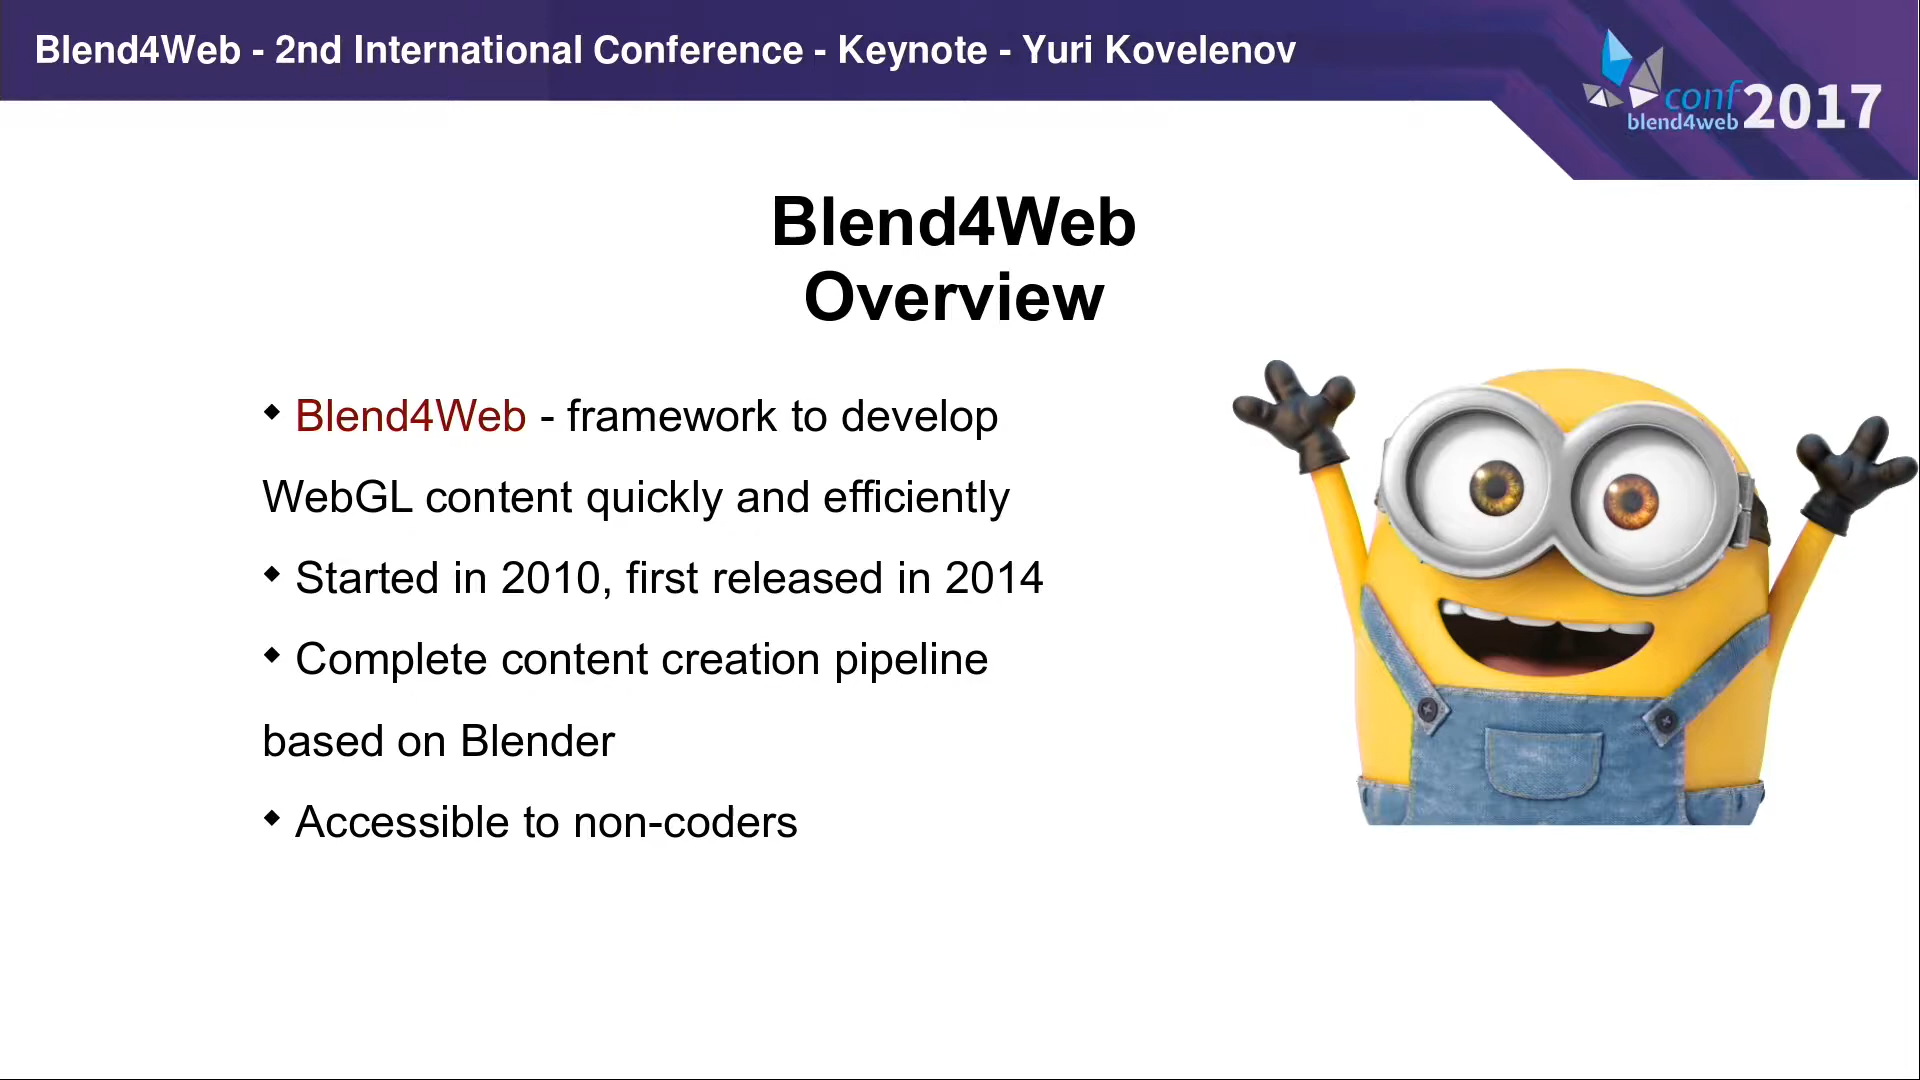 Blend4Web - 2nd International Conference - Keynote - Yuri Kovelenov
conf
blend4web 2017
Blend4Web
Overview
Blend4Web - framework to develop
WebGL content quickly and efficiently
Started in 2010, first released in 2014
Complete content creation pipeline
based on Blender
Accessible to non-coders